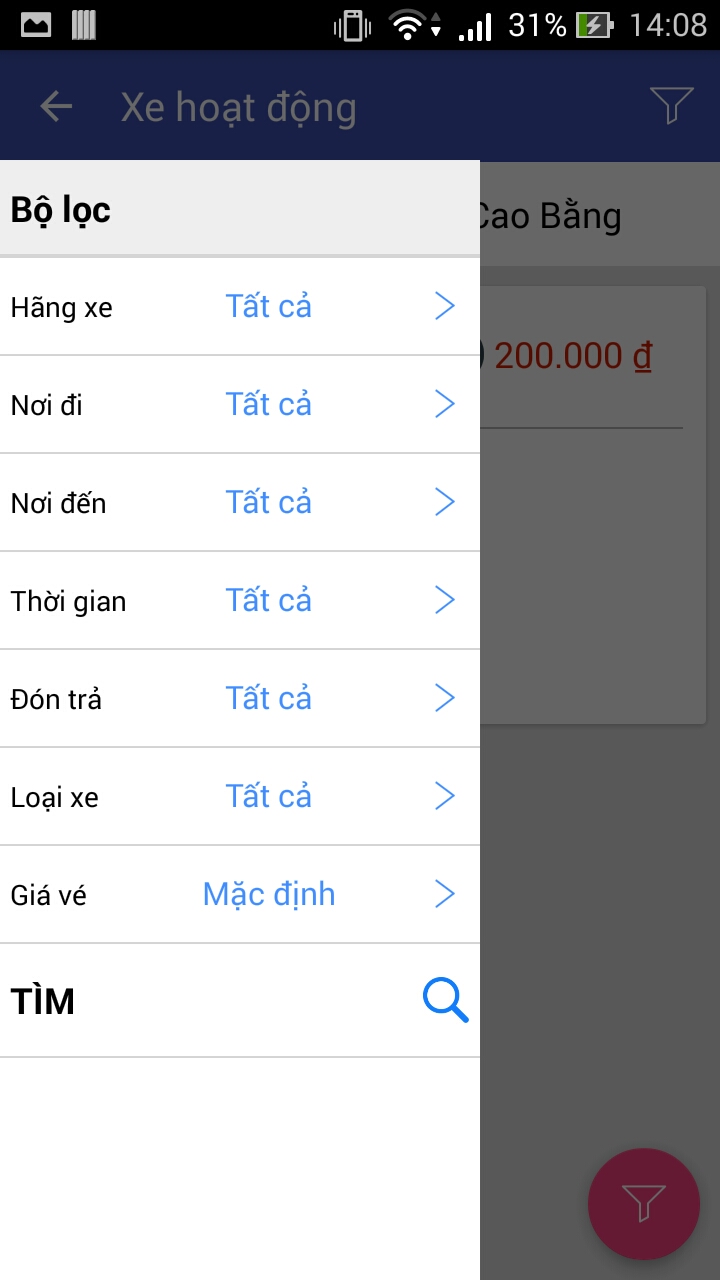 31% 14:08
Xe hoạt động
Cao Bằng
200.000 ₫
Bộ lọc
Hãng xe Tất cả
Nơi đi Tất cả
Nơi đến Tất cả
Thời gian Tất cả
Đón trả Tất cả
Loại xe Tất cả
Giá vé Mặc định
TÌM